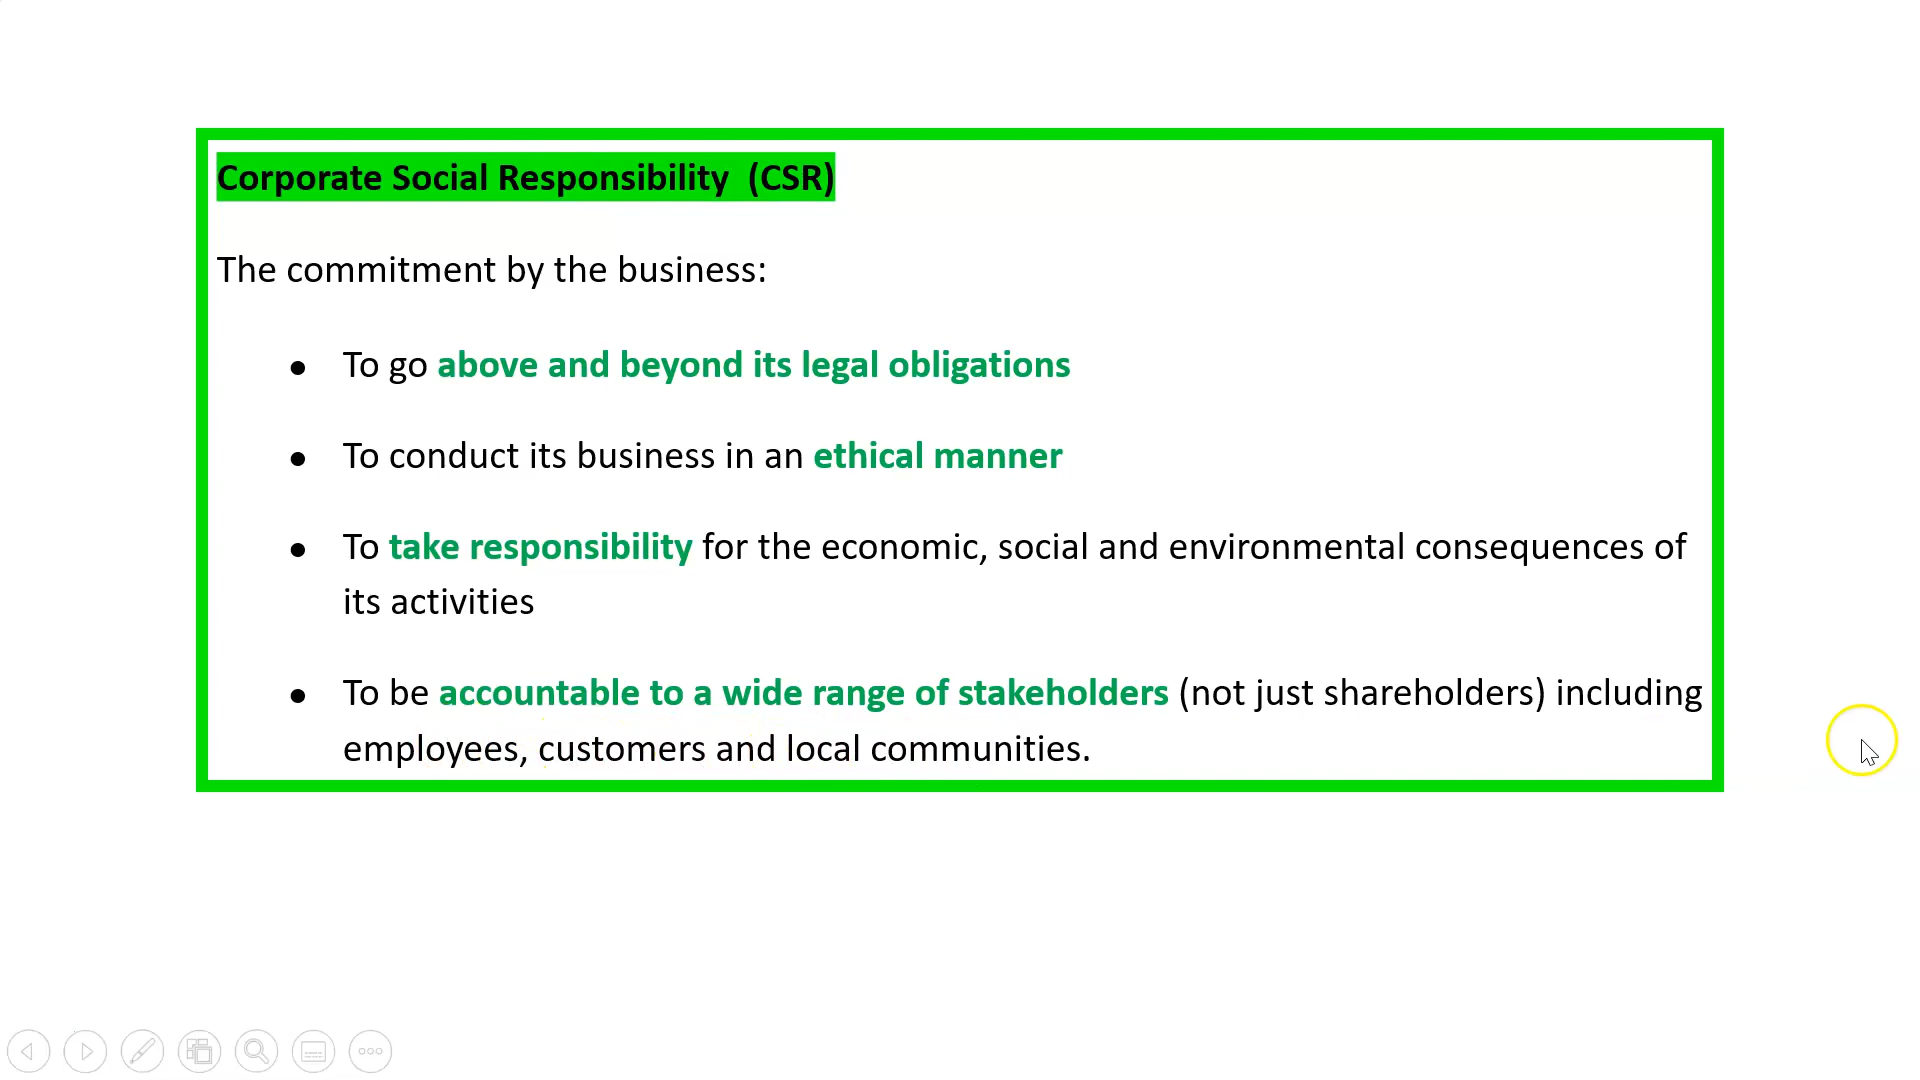 Corporate Social Responsibility  (CSR)
The commitment by the business:
● To go above and beyond its legal obligations
● To conduct its business in an ethical manner
● To take responsibility for the economic, social and environmental consequences of
its activities
● To be accountable to a wide range of stakeholders (not just shareholders) including
employees, customers and local communities.